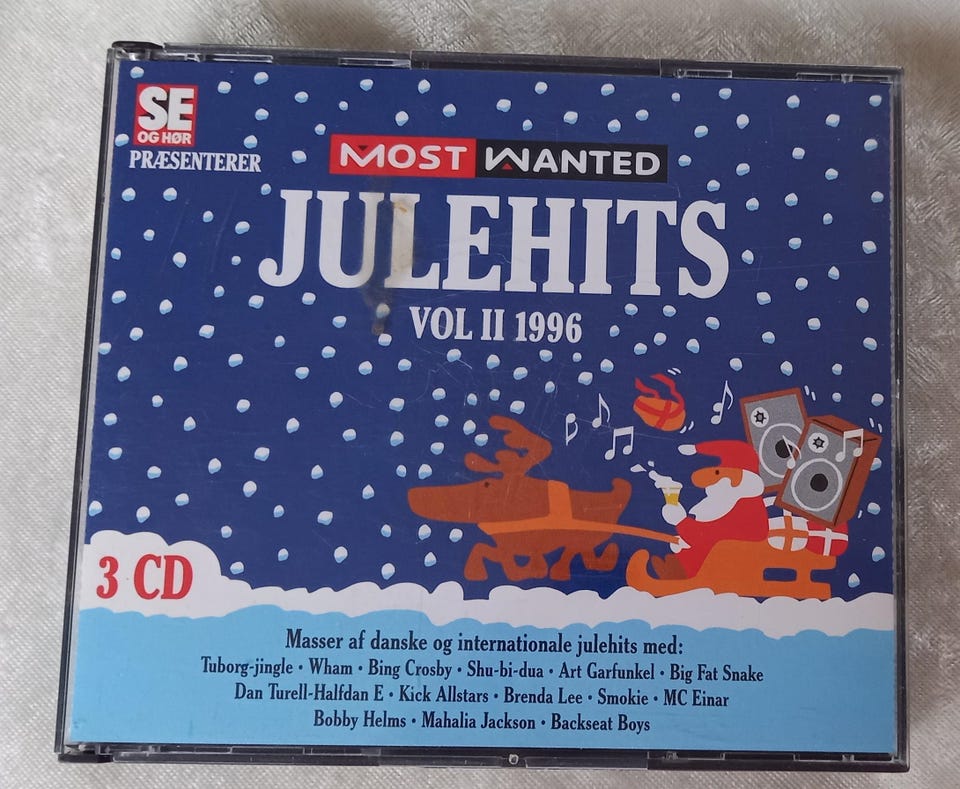 SE
OG HØR
PRÆSENTERER
MOST WANTED
JULEHITS
VOL II 1996
3 CD
Masser af danske og internationale julehits med:
Tuborg-jingle • Wham • Bing Crosby • Shu-bi-dua • Art Garfunkel • Big Fat Snake
Dan Turell-Halfdan E • Kick Allstars • Brenda Lee • Smokie • MC Einar
Bobby Helms • Mahalia Jackson • Backseat Boys